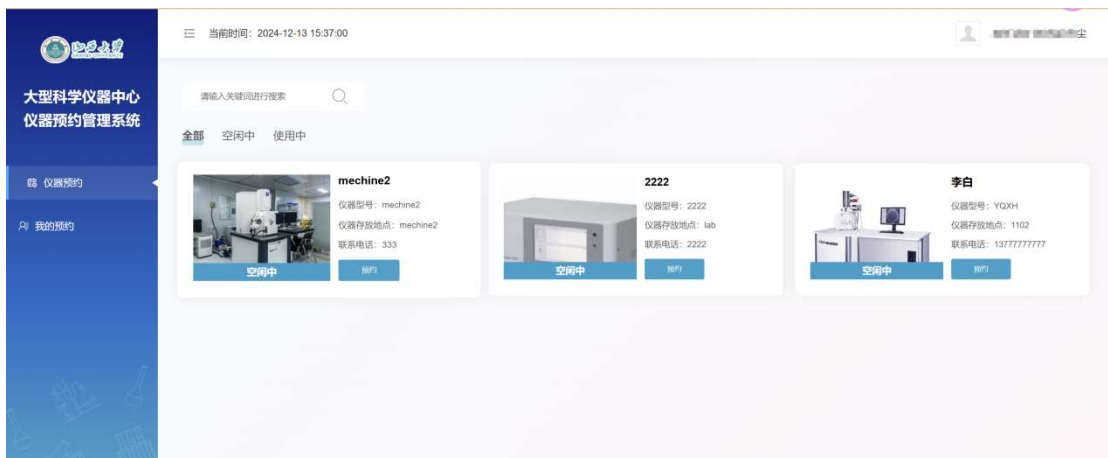 当前时间：2024-12-13 15:37:00
尘
大型科学仪器中心
仪器预约管理系统
仪器预约
我的预约
请输入关键词进行搜索
全部 空闲中 使用中
mechine2
仪器型号：mechine2
仪器存放地点：mechine2
联系电话：333
空闲中
预约
2222
仪器型号：2222
仪器存放地点：lab
联系电话：2222
空闲中
预约
李白
仪器型号：YQXH
仪器存放地点：1102
联系电话：13777777777
空闲中
预约